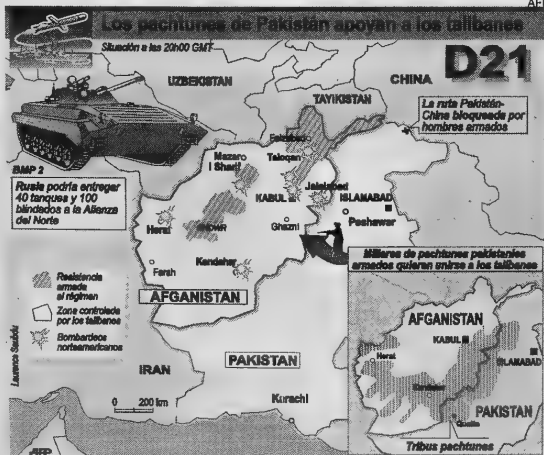 AFP
Los pachtunes de Pakistán apoyan a los talibanes
Situación a las 20h00 GMT
D21
UZBEKISTAN
CHINA
TAYIKISTAN
La ruta Pakistán-
China bloqueada por
hombres armados
BMP 2
Rusia podría entregar
40 tanques y 100
blindados a la Alianza
del Norte
Mazaro
i Sharif
Taloqan
KABUL
Jalalabad
ISLAMABAD
Peshawar
Herat
Ghazni
Farah
Kandahar
Millares de pachtunes pakistaníes
armados quieren unirse a los talibanes
Resistencia
armada
al régimen
Zona controlada
por los talibanes
Bombardeos
norteamericanos
AFGANISTAN
IRAN
PAKISTAN
0 200 km
Karachi
AFGANISTAN
KABUL
Herat
ISLAMABAD
Kandahar
PAKISTAN
Quetta
Tribus pachtunes
AFP